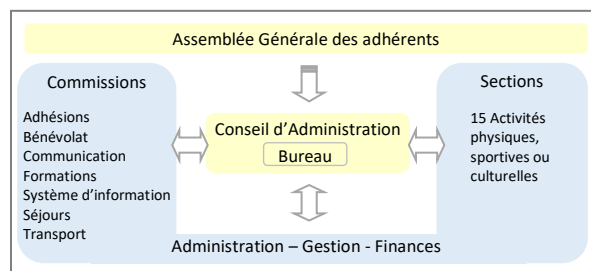 Assemblée Générale des adhérents
Commissions
Adhésions
Bénévolat
Communication
Formations
Système d'information
Séjours
Transport
Conseil d'Administration
Bureau
Sections
15 Activités
physiques,
sportives ou
culturelles
Administration – Gestion - Finances